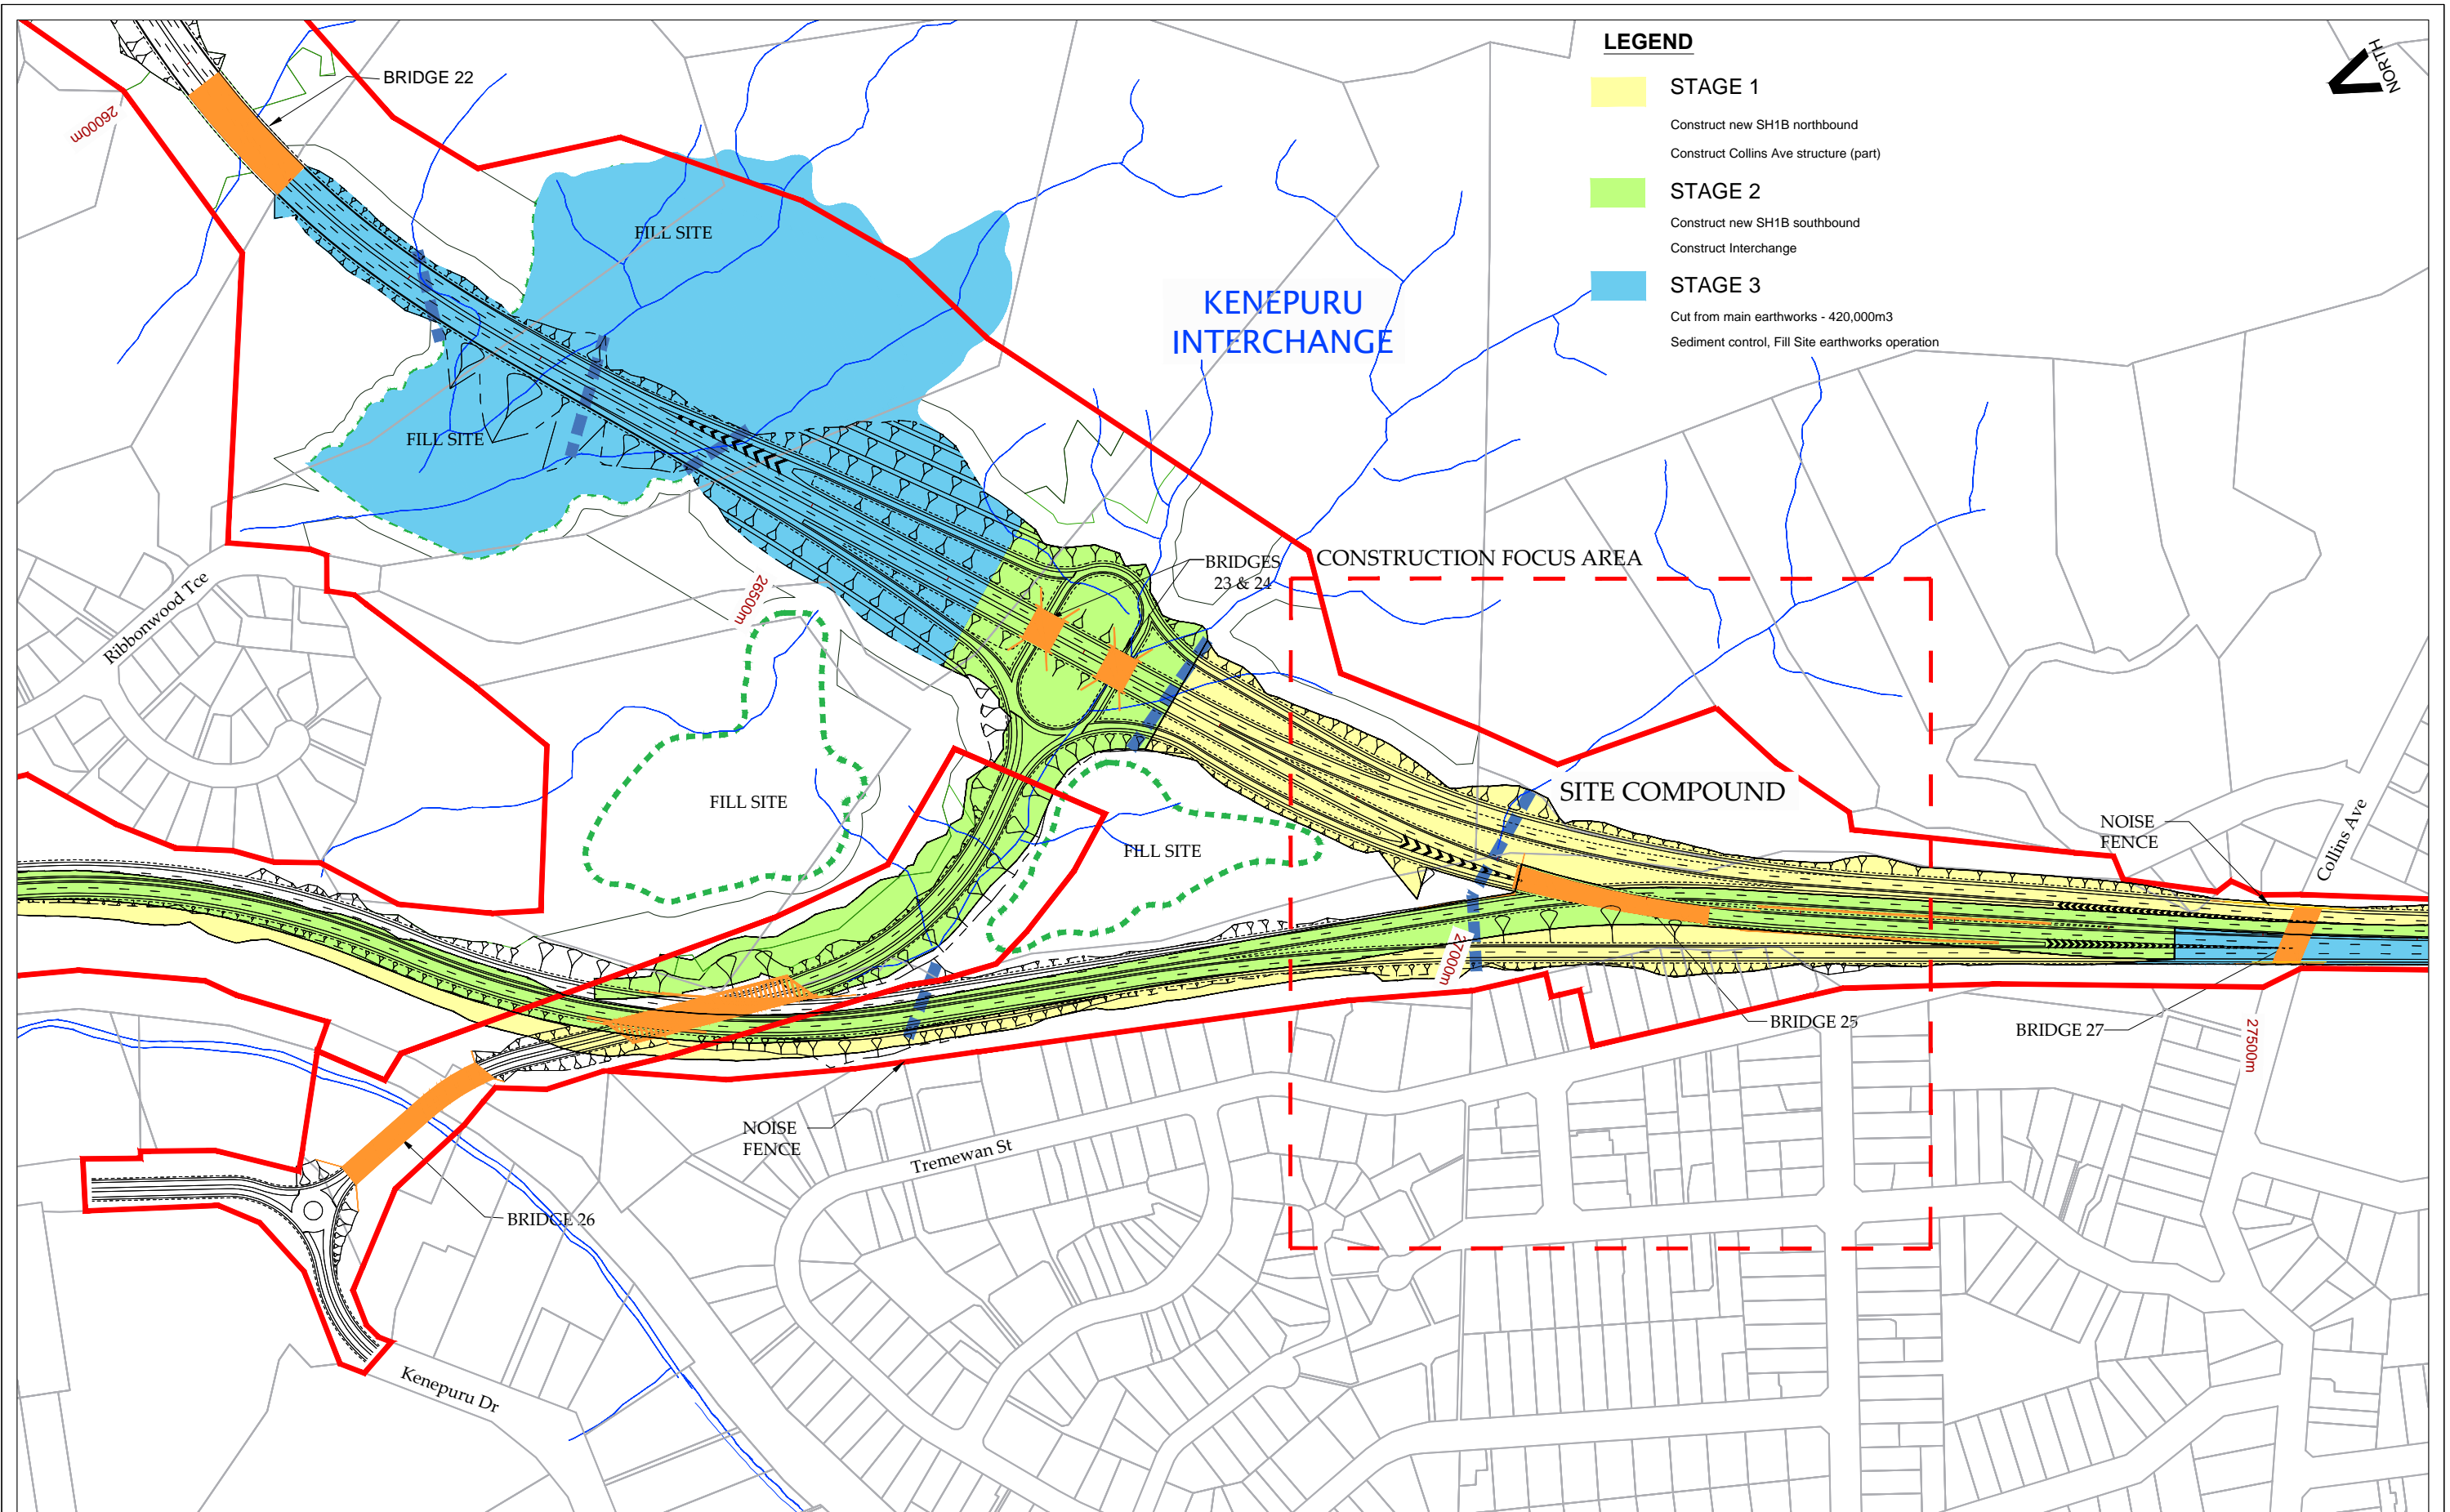 LEGEND
STAGE 1
Construct new SH1B northbound
Construct Collins Ave structure (part)
STAGE 2
Construct new SH1B southbound
Construct Interchange
STAGE 3
Cut from main earthworks - 420,000m3
Sediment control, Fill Site earthworks operation
NORTH
BRIDGE 22
26000m
FILL SITE
KENEPURU
INTERCHANGE
FILL SITE
BRIDGES
23 & 24
CONSTRUCTION FOCUS AREA
26500m
Ribbonwood Tce
FILL SITE
FILL SITE
SITE COMPOUND
NOISE
FENCE
Collins Ave
27000m
BRIDGE 25
BRIDGE 27
27500m
NOISE
FENCE
Tremewan St
BRIDGE 26
Kenepuru Dr